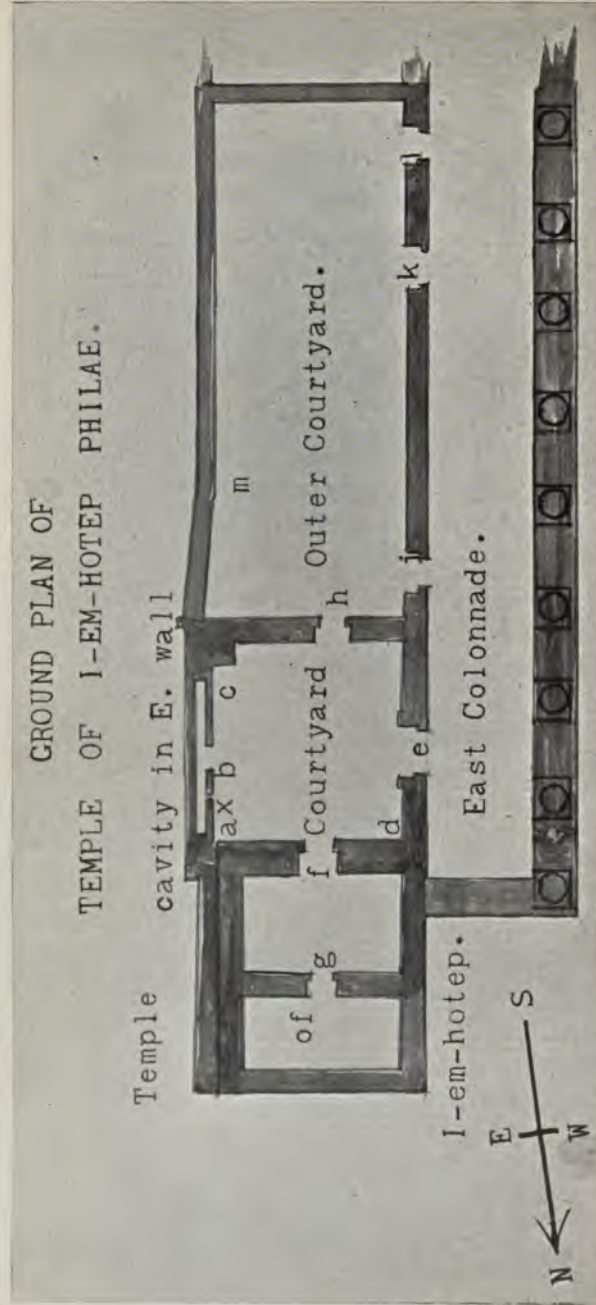 GROUND PLAN OF
TEMPLE OF I-EM-HOTEP PHILAE.
Temple
cavity in E. wall
a x b c
m
of g f Courtyard h Outer Courtyard.
d e j k l
I-em-hotep.
East Colonnade.
N E W S